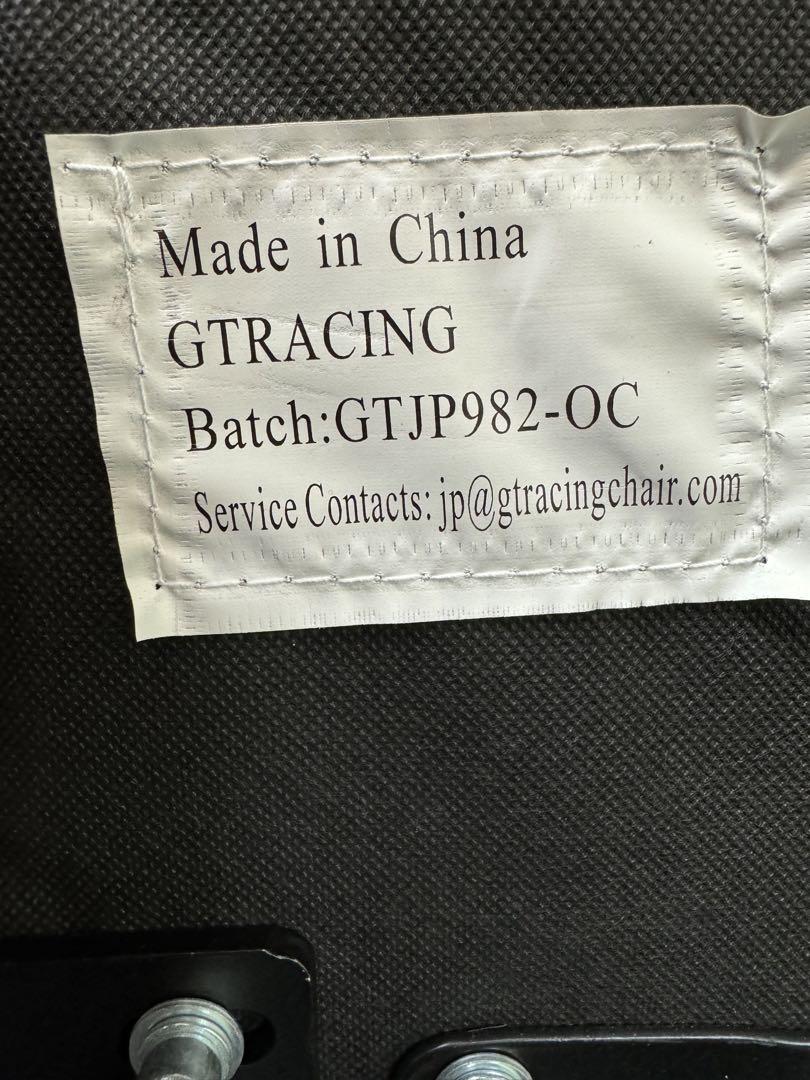 Made in China
GTRACING
Batch:GTJP982-OC
Service Contacts: jp@gtracingchair.com